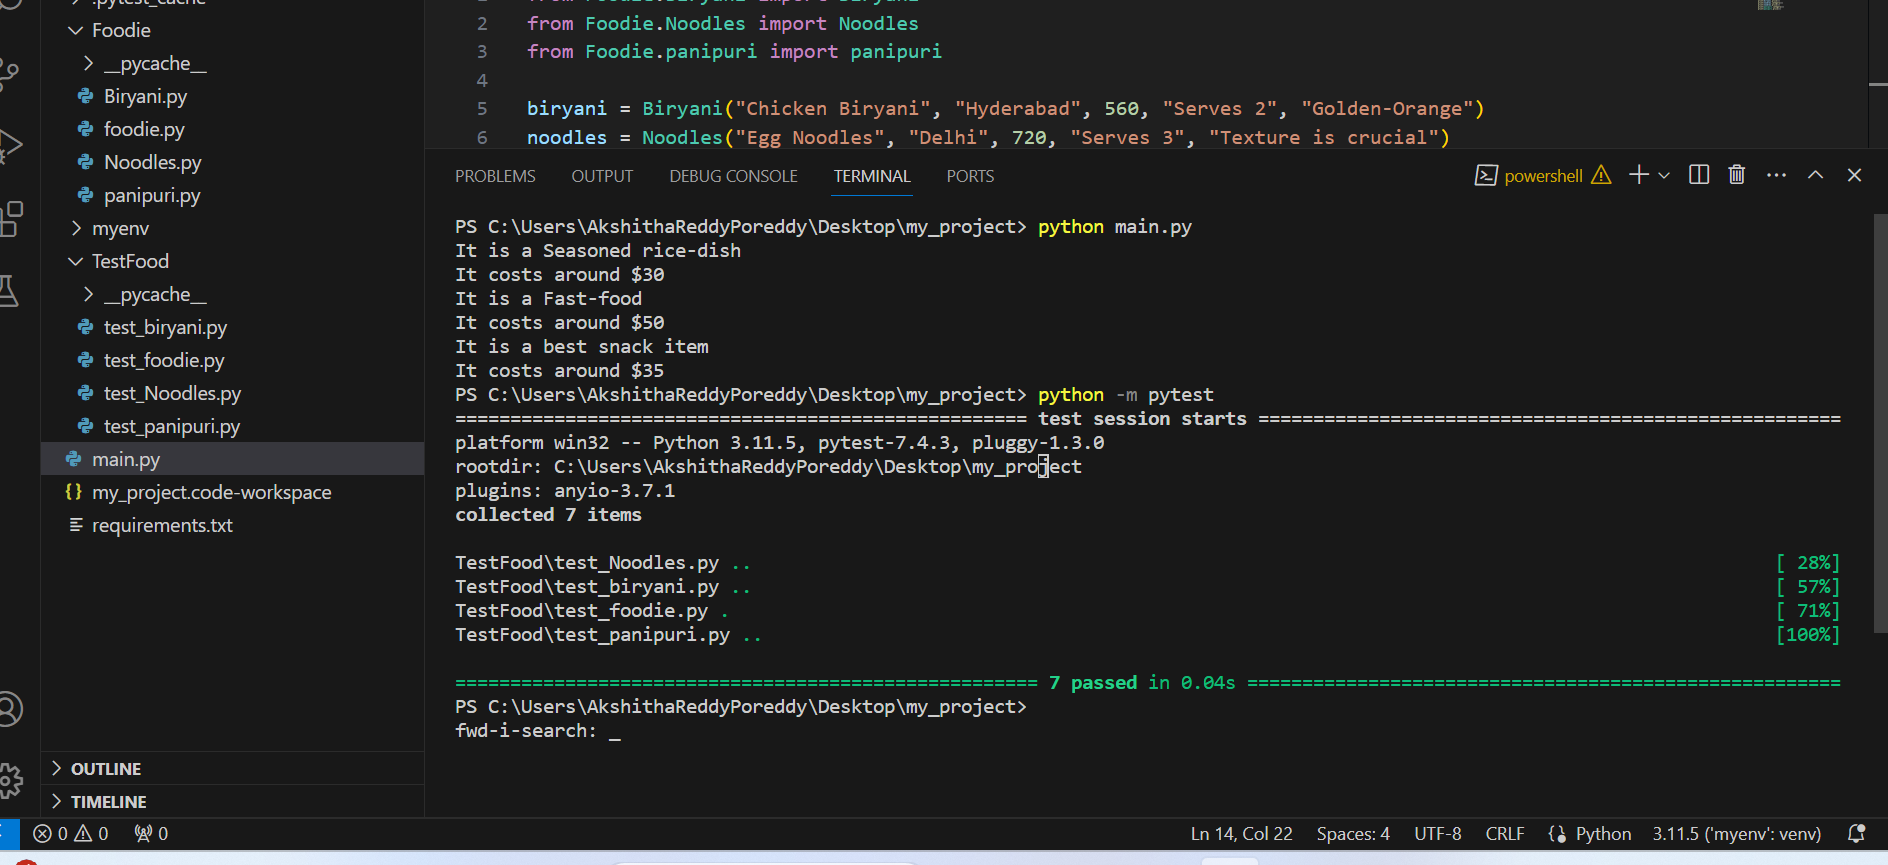 .pytest_cache
Foodie
__pycache__
Biryani.py
foodie.py
Noodles.py
panipuri.py
myenv
TestFood
__pycache__
test_biryani.py
test_foodie.py
test_Noodles.py
test_panipuri.py
main.py
{} my_project.code-workspace
requirements.txt
OUTLINE
TIMELINE
2 from Foodie.Noodles import Noodles
3 from Foodie.panipuri import panipuri
4
5 biryani = Biryani("Chicken Biryani", "Hyderabad", 560, "Serves 2", "Golden-Orange")
6 noodles = Noodles("Egg Noodles", "Delhi", 720, "Serves 3", "Texture is crucial")
PROBLEMS OUTPUT DEBUG CONSOLE TERMINAL PORTS powershell
PS C:\Users\AkshithaReddyPoreddy\Desktop\my_project> python main.py
It is a Seasoned rice-dish
It costs around $30
It is a Fast-food
It costs around $50
It is a best snack item
It costs around $35
PS C:\Users\AkshithaReddyPoreddy\Desktop\my_project> python -m pytest
==================================================== test session starts =====================================================
platform win32 -- Python 3.11.5, pytest-7.4.3, pluggy-1.3.0
rootdir: C:\Users\AkshithaReddyPoreddy\Desktop\my_project
plugins: anyio-3.7.1
collected 7 items
TestFood\test_Noodles.py .. [ 28%]
TestFood\test_biryani.py .. [ 57%]
TestFood\test_foodie.py . [ 71%]
TestFood\test_panipuri.py .. [100%]
===================================================== 7 passed in 0.04s ======================================================
PS C:\Users\AkshithaReddyPoreddy\Desktop\my_project>
fwd-i-search: _
0 0 0 Ln 14, Col 22 Spaces: 4 UTF-8 CRLF Python 3.11.5 ('myenv': venv)